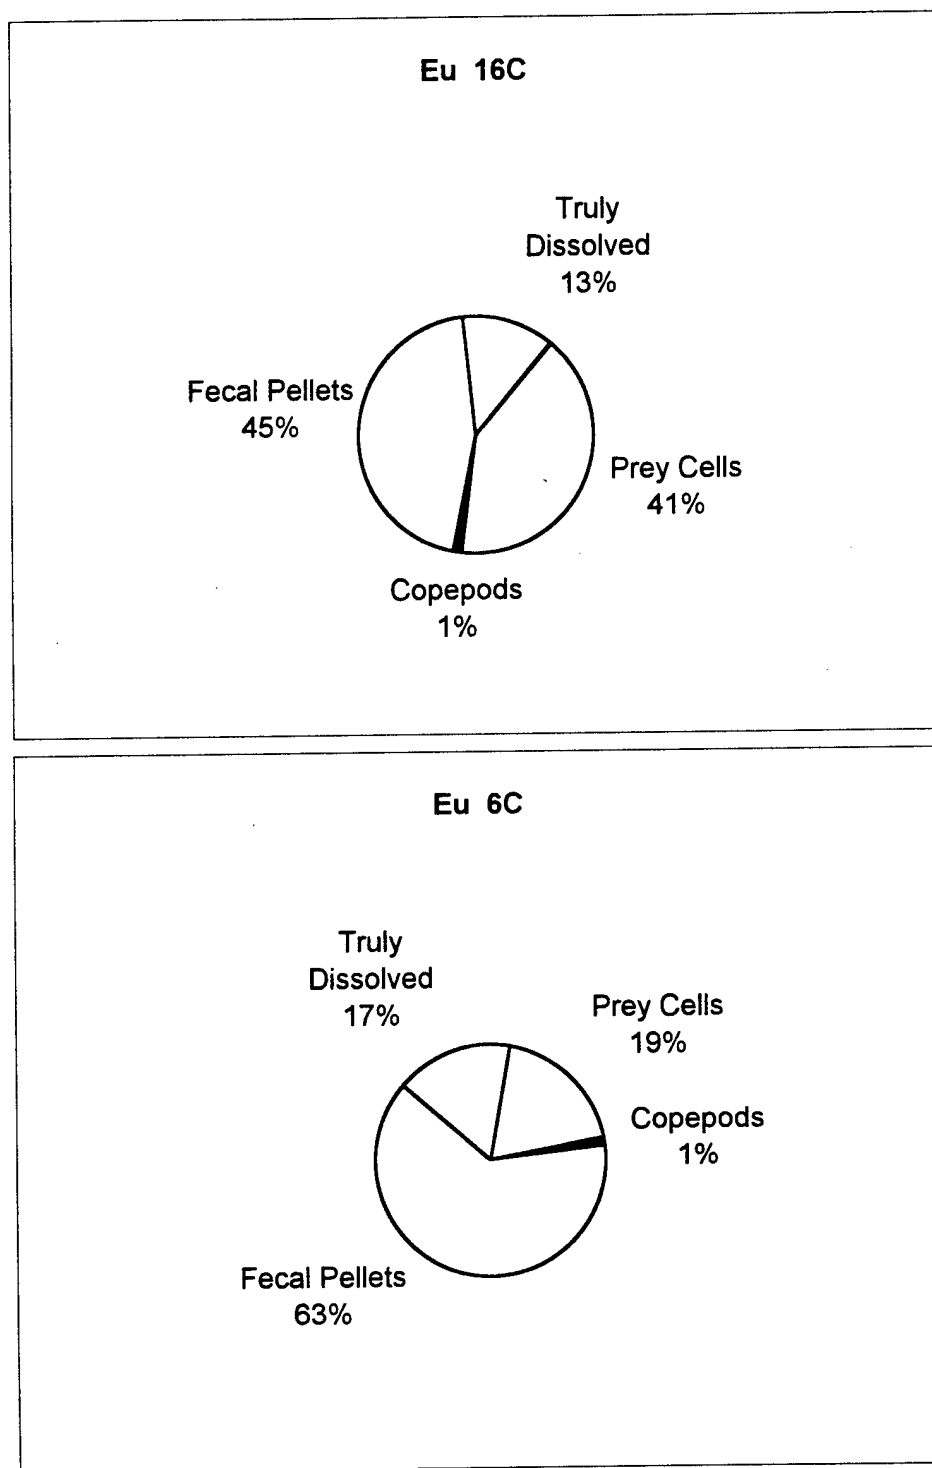 Eu 16C
Truly
Dissolved
13%
Fecal Pellets
45%
Prey Cells
41%
Copepods
1%
Eu 6C
Truly
Dissolved
17%
Prey Cells
19%
Copepods
1%
Fecal Pellets
63%